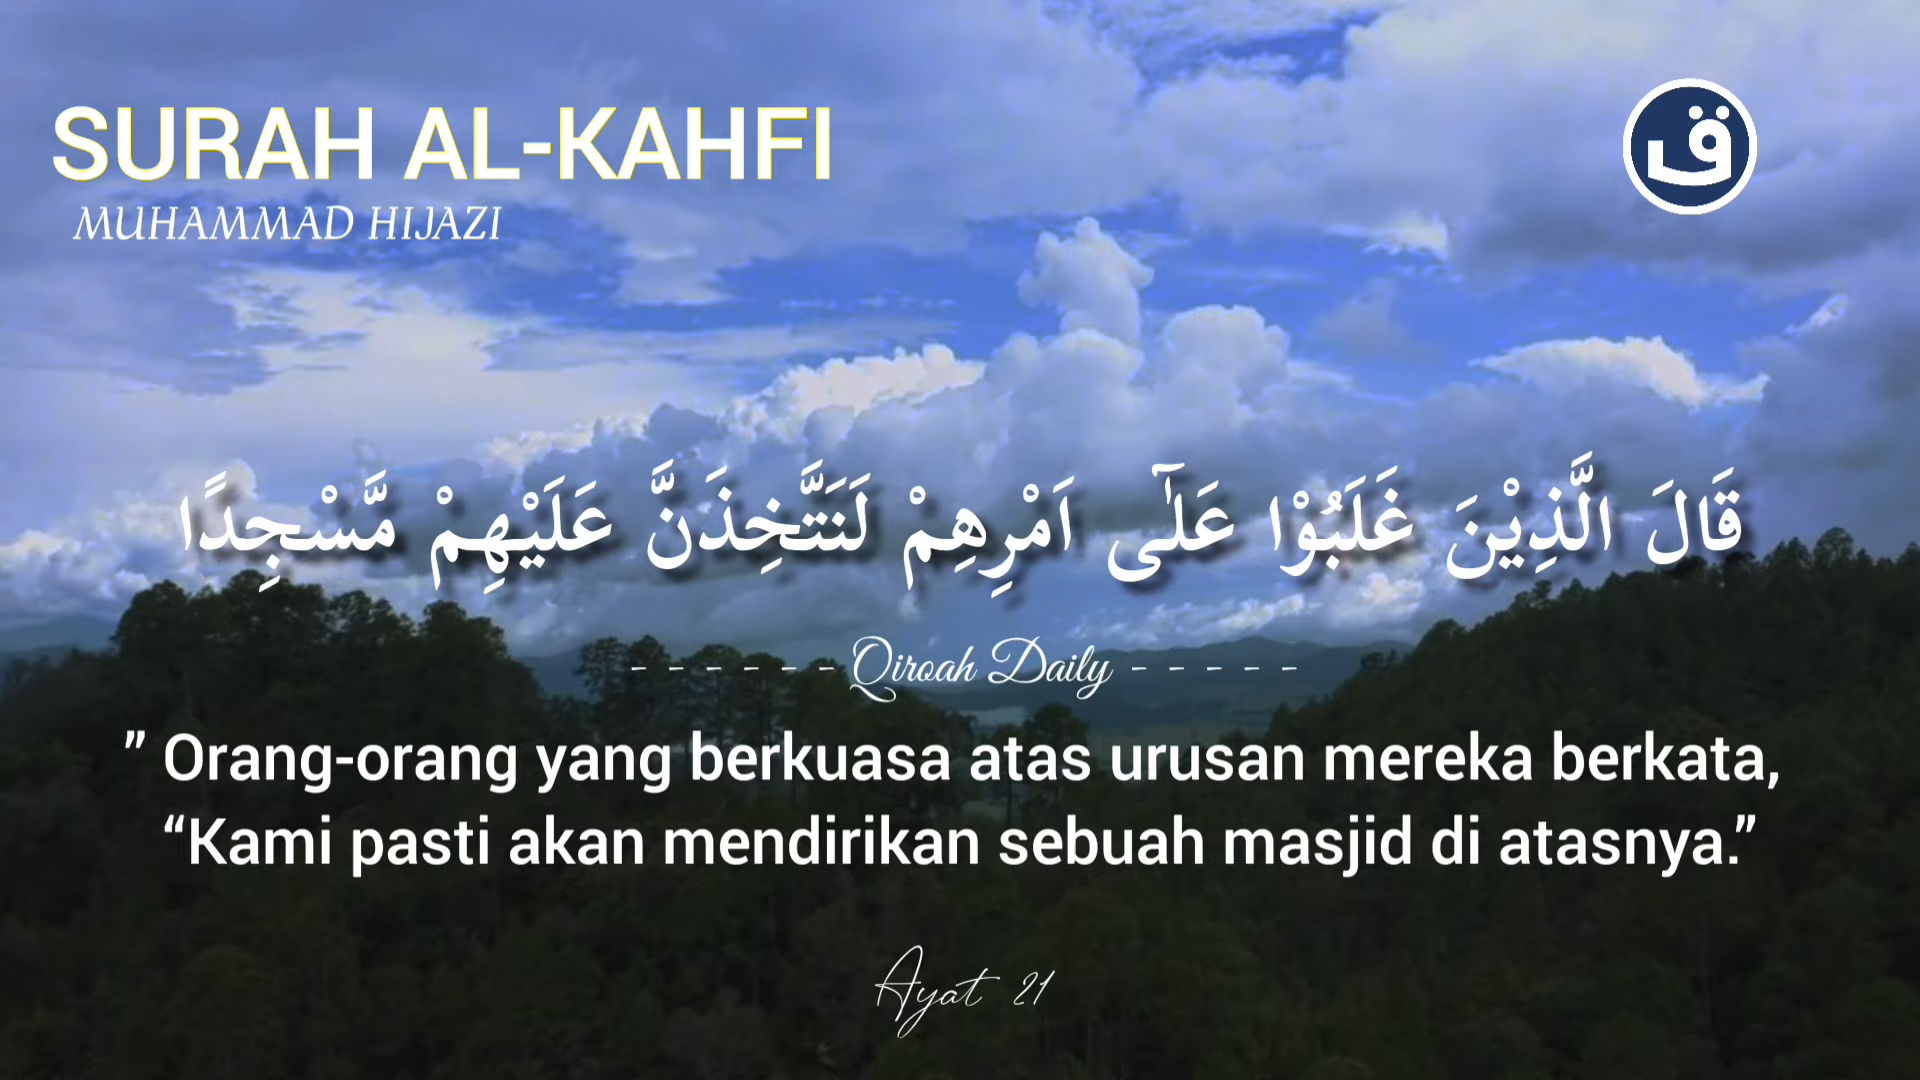 SURAH AL-KAHFI
MUHAMMAD HIJAZI
ق
قَالَ الَّذِيْنَ غَلَبُوْا عَلٰٓى اَمْرِهِمْ لَنَتَّخِذَنَّ عَلَيْهِمْ مَّسْجِدًا
- - - - - - Qiroah Daily - - - - -
” Orang-orang yang berkuasa atas urusan mereka berkata,
“Kami pasti akan mendirikan sebuah masjid di atasnya.”
Ayat 21